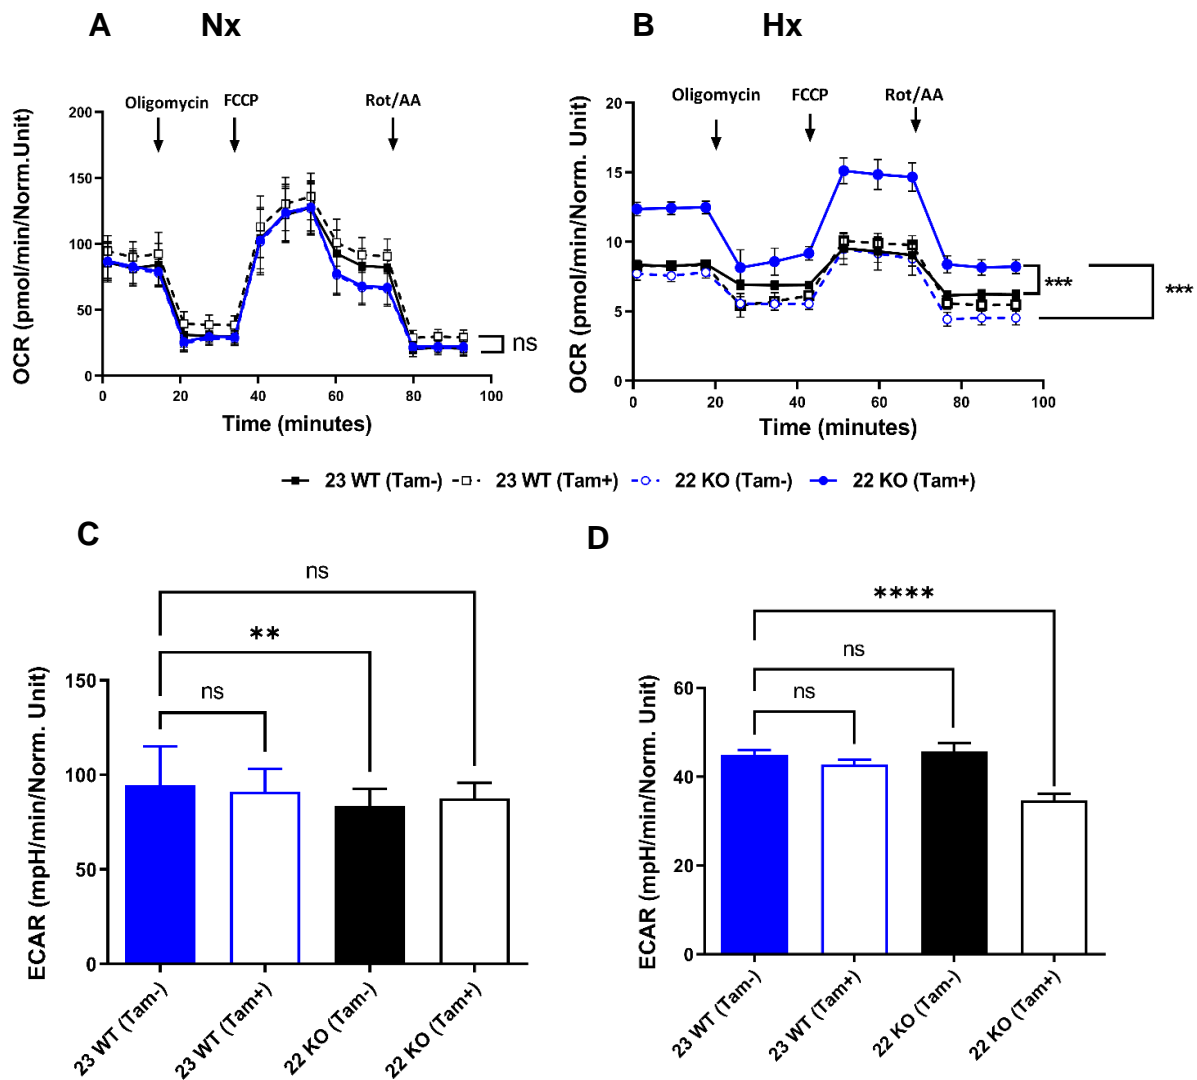 A Nx
B Hx
Oligomycin FCCP Rot/AA
OCR (pmol/min/Norm.Unit)
200
150
100
50
0
0 20 40 60 80 100
Time (minutes)
ns
Oligomycin FCCP Rot/AA
OCR (pmol/min/Norm. Unit)
20
15
10
5
0
0 20 40 60 80 100
Time (minutes)
***
***
23 WT (Tam-) 23 WT (Tam+) 22 KO (Tam-) 22 KO (Tam+)
C
ns
**
ns
ECAR (mpH/min/Norm. Unit)
150
100
50
0
23 WT (Tam-)
23 WT (Tam+)
22 KO (Tam-)
22 KO (Tam+)
D
****
ns
ns
ECAR (mpH/min/Norm. Unit)
60
40
20
0
23 WT (Tam-)
23 WT (Tam+)
22 KO (Tam-)
22 KO (Tam+)